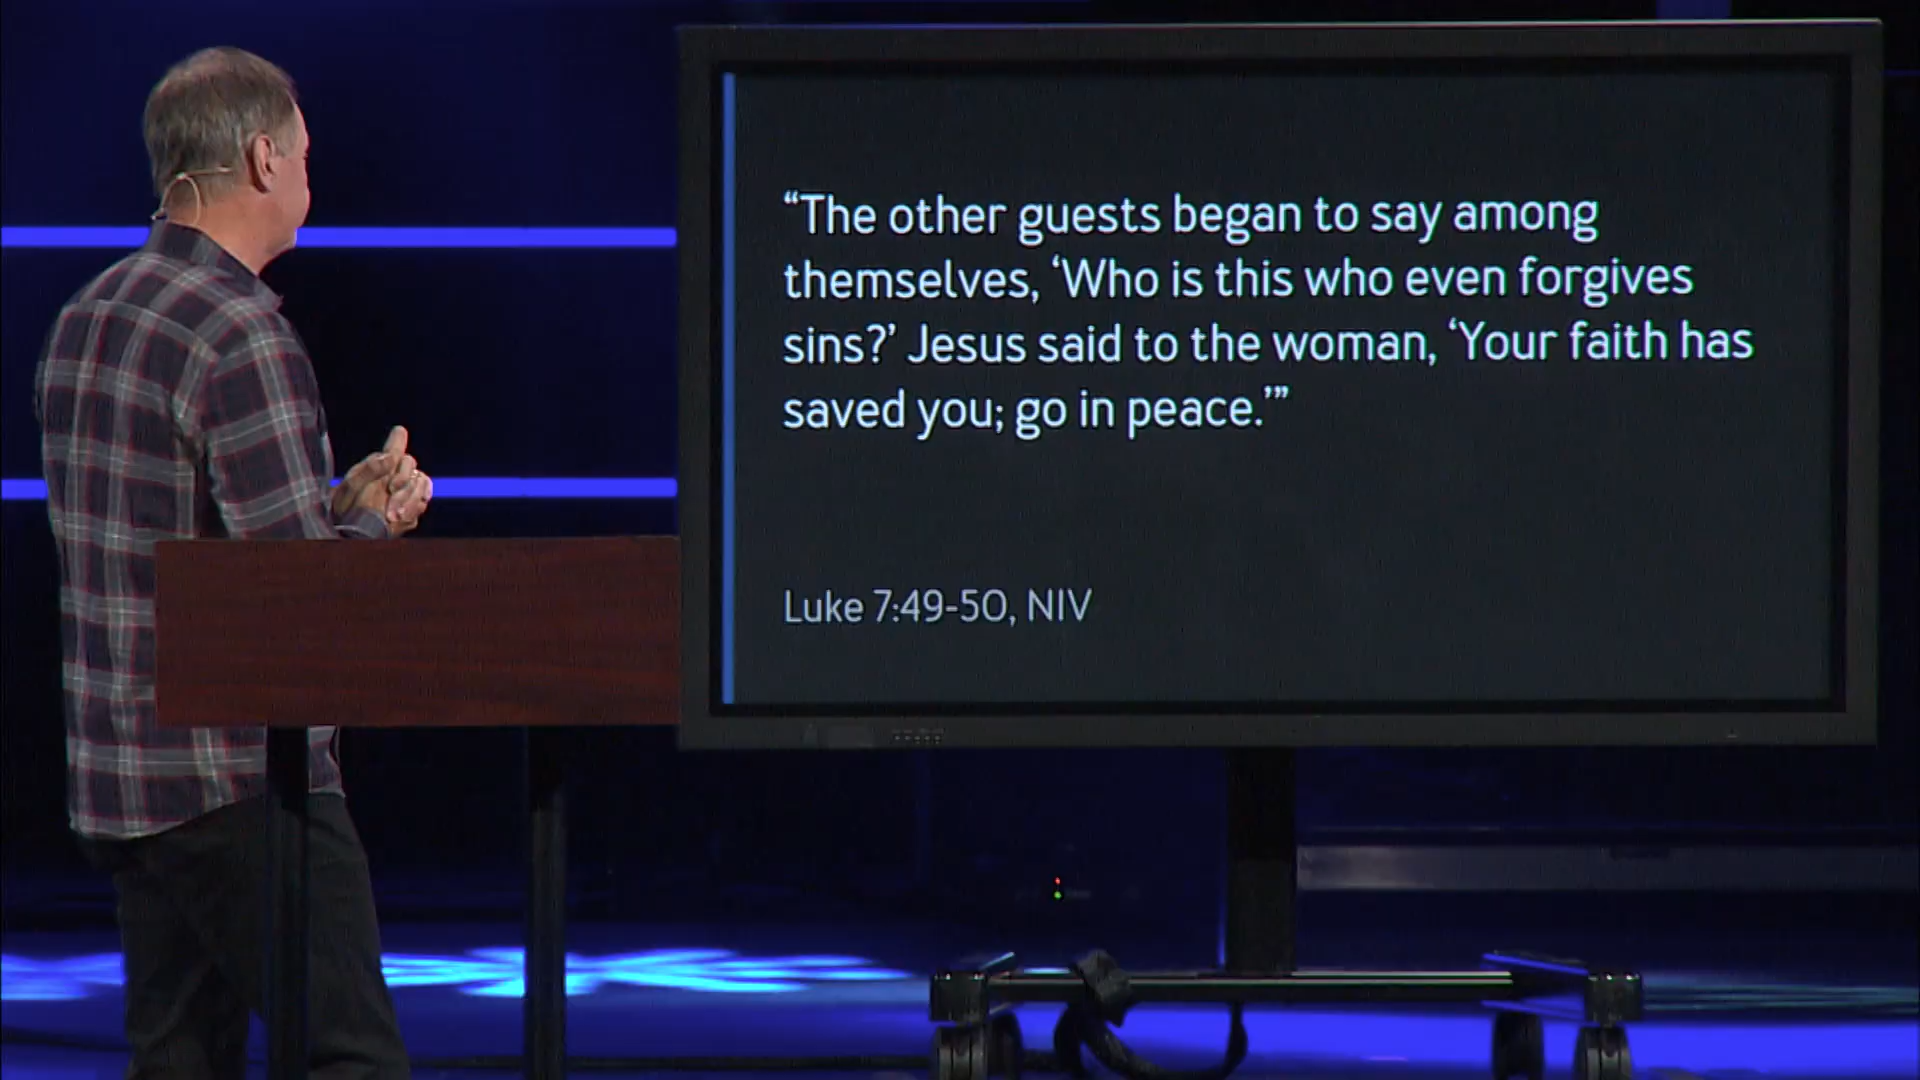 “The other guests began to say among
themselves, ‘Who is this who even forgives
sins?’ Jesus said to the woman, ‘Your faith has
saved you; go in peace.’”
Luke 7:49-50, NIV